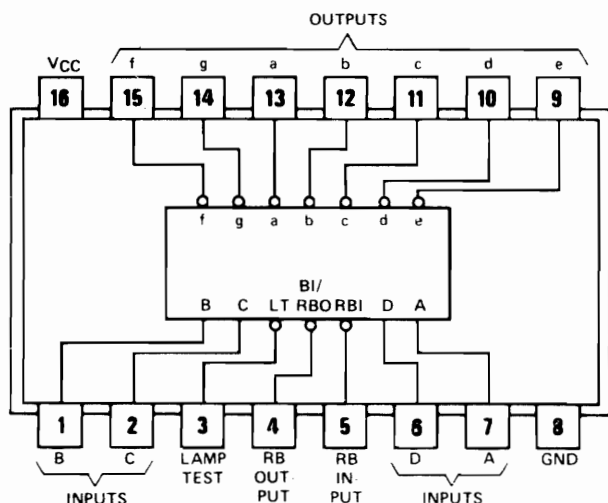 OUTPUTS
VCC f g a b c d e
16 15 14 13 12 11 10 9
f g a b c d e
BI/
B C LT RBO RBI D A
1 2 3 4 5 6 7 8
B C LAMP RB RB D A GND
TEST OUT- IN-
INPUTS PUT PUT INPUTS